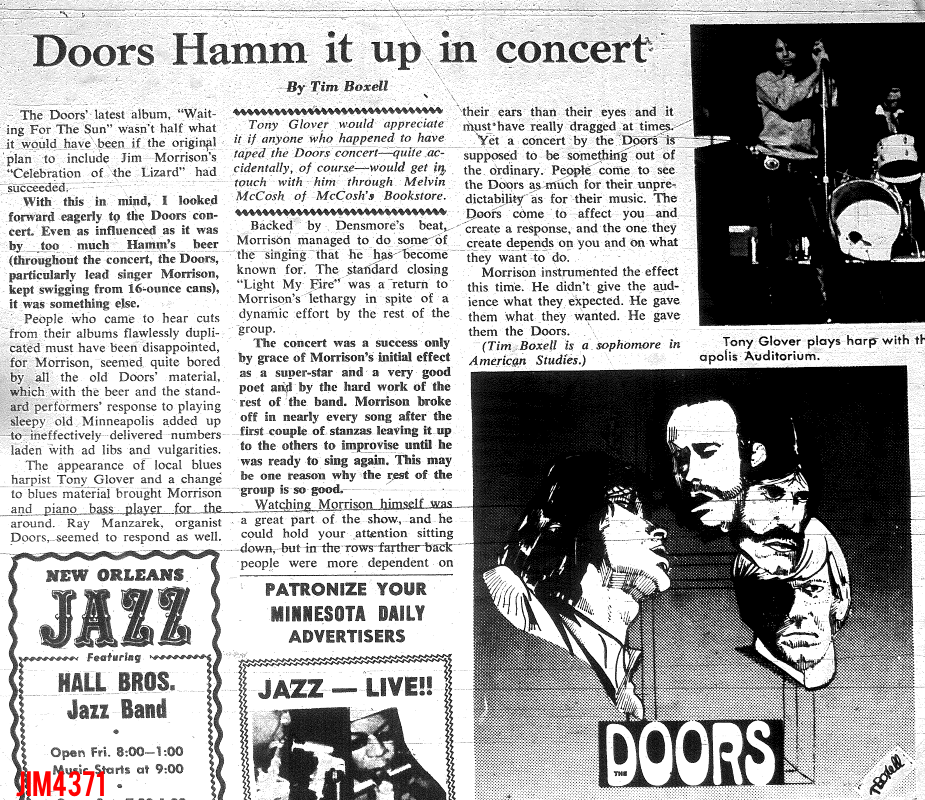 Doors Hamm it up in concert
By Tim Boxell
The Doors' latest album, "Wait-
ing For The Sun" wasn't half what
it would have been if the original
plan to include Jim Morrison's
"Celebration of the Lizard" had
succeeded.
With this in mind, I looked
forward eagerly to the Doors con-
cert. Even as influenced as it was
by too much Hamm's beer
(throughout the concert, the Doors,
particularly lead singer Morrison,
kept swigging from 16-ounce cans),
it was something else.
People who came to hear cuts
from their albums flawlessly dupli-
cated must have been disappointed,
for Morrison, seemed quite bored
by all the old Doors' material,
which with the beer and the stand-
ard performers' response to playing
sleepy old Minneapolis added up
to ineffectively delivered numbers
laden with ad libs and vulgarities.
The appearance of local blues
harpist Tony Glover and a change
to blues material brought Morrison
and piano bass player for the
around. Ray Manzarek, organist
Doors, seemed to respond as well.
NEW ORLEANS
JAZZ
Featuring
HALL BROS.
Jazz Band
Open Fri. 8:00—1:00
Music Starts at 9:00
JIM4371
Tony Glover would appreciate
it if anyone who happened to have
taped the Doors concert—quite ac-
cidentally, of course—would get in
touch with him through Melvin
McCosh of McCosh's Bookstore.
Backed by Densmore's beat,
Morrison managed to do some of
the singing that he has become
known for. The standard closing
"Light My Fire" was a return to
Morrison's lethargy in spite of a
dynamic effort by the rest of the
group.
The concert was a success only
by grace of Morrison's initial effect
as a super-star and a very good
poet and by the hard work of the
rest of the band. Morrison broke
off in nearly every song after the
first couple of stanzas leaving it up
to the others to improvise until he
was ready to sing again. This may
be one reason why the rest of the
group is so good.
Watching Morrison himself was
a great part of the show, and he
could hold your attention sitting
down, but in the rows farther back
people were more dependent on
PATRONIZE YOUR
MINNESOTA DAILY
ADVERTISERS
JAZZ — LIVE!!
their ears than their eyes and it
must have really dragged at times.
Yet a concert by the Doors is
supposed to be something out of
the ordinary. People come to see
the Doors as much for their unpre-
dictability as for their music. The
Doors come to affect you and
create a response, and the one they
create depends on you and on what
they want to do.
Morrison instrumented the effect
this time. He didn't give the aud-
ience what they expected. He gave
them what they wanted. He gave
them the Doors.
(Tim Boxell is a sophomore in
American Studies.)
Tony Glover plays harp with th
apolis Auditorium.
THE DOORS
T.Boxell